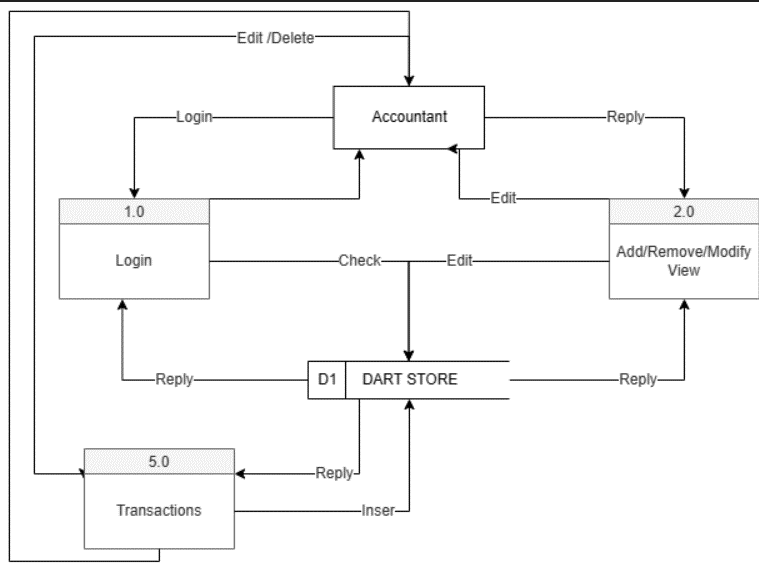 Edit /Delete
Accountant
Login
Reply
1.0
Login
Edit
2.0
Add/Remove/Modify
View
Check
Edit
Reply
D1
DART STORE
Reply
5.0
Transactions
Reply
Inser